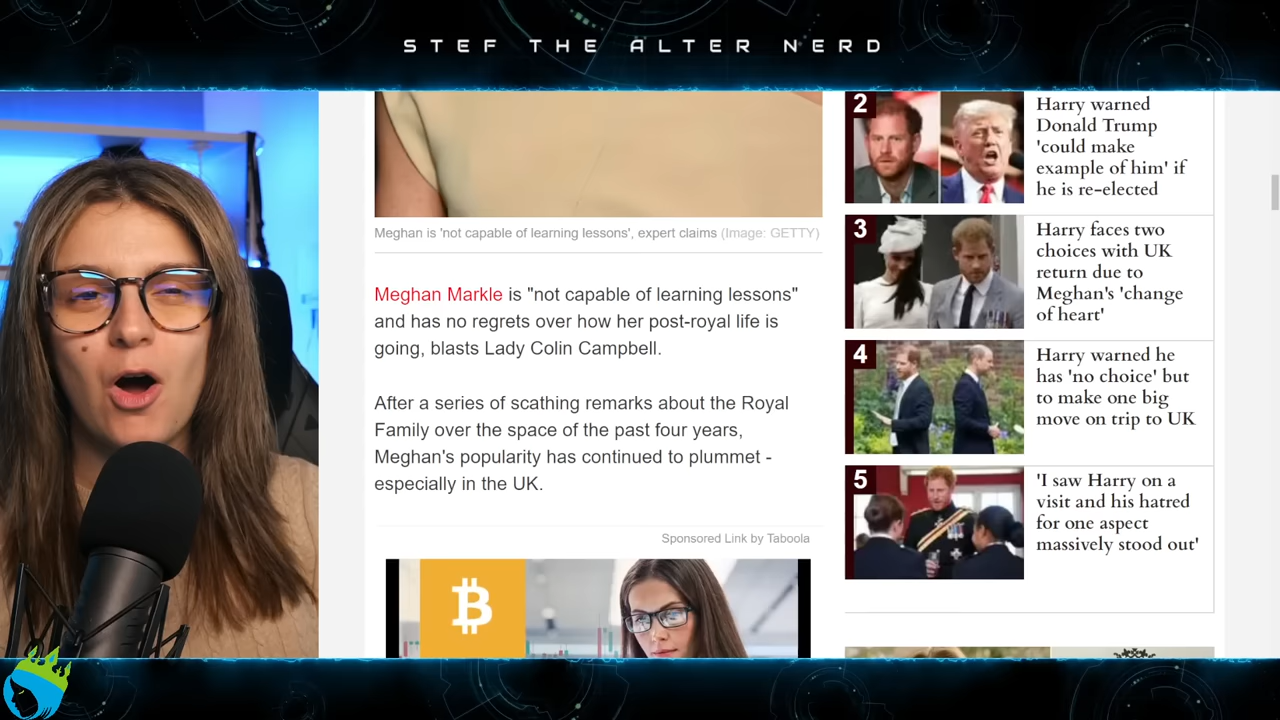 STEF THE ALTER NERD
Meghan is 'not capable of learning lessons', expert claims (Image: GETTY)
Meghan Markle is "not capable of learning lessons"
and has no regrets over how her post-royal life is
going, blasts Lady Colin Campbell.
After a series of scathing remarks about the Royal
Family over the space of the past four years,
Meghan's popularity has continued to plummet -
especially in the UK.
Sponsored Link by Taboola
2
Harry warned
Donald Trump
'could make
example of him' if
he is re-elected
3
Harry faces two
choices with UK
return due to
Meghan's 'change
of heart'
4
Harry warned he
has 'no choice' but
to make one big
move on trip to UK
5
'I saw Harry on a
visit and his hatred
for one aspect
massively stood out'